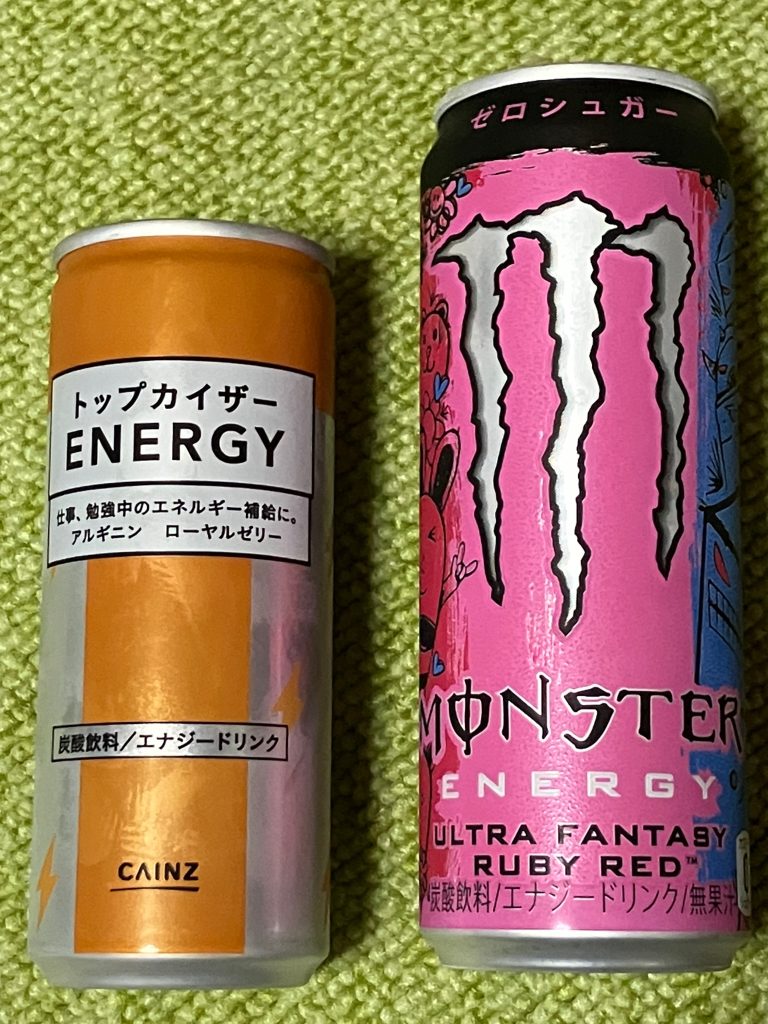 トップカイザー
ENERGY
仕事、勉強中のエネルギー補給に。
アルギニン ローヤルゼリー
炭酸飲料/エナジードリンク
CAINZ
ゼロシュガー
MONSTER
ENERGY
ULTRA FANTASY
RUBY RED™
炭酸飲料/エナジードリンク/無果汁